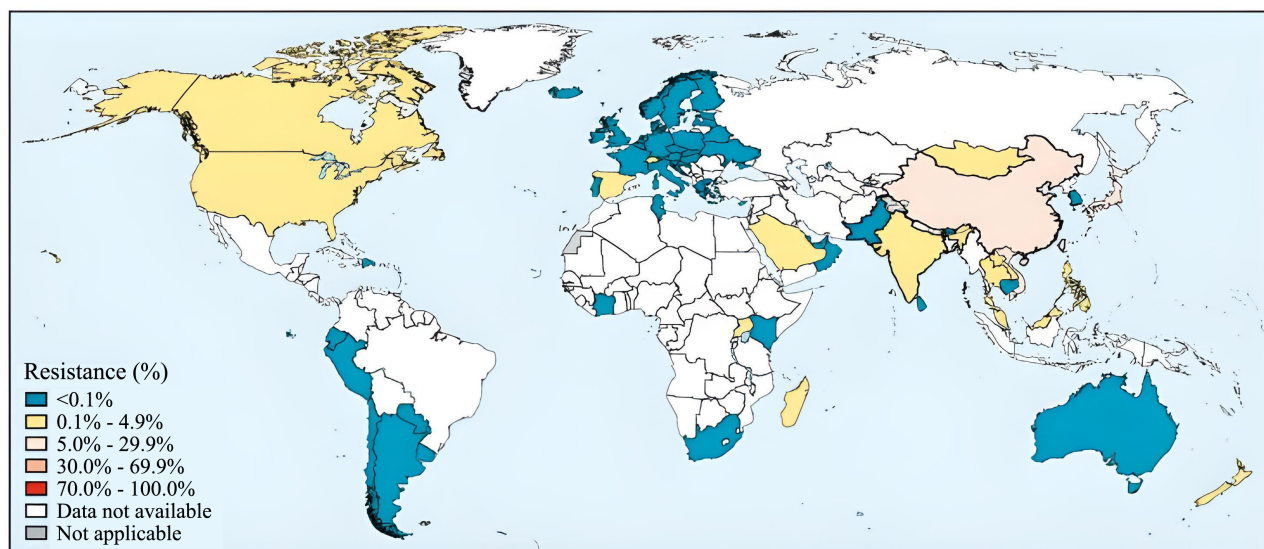 Resistance (%)
<0.1%
0.1% - 4.9%
5.0% - 29.9%
30.0% - 69.9%
70.0% - 100.0%
Data not available
Not applicable